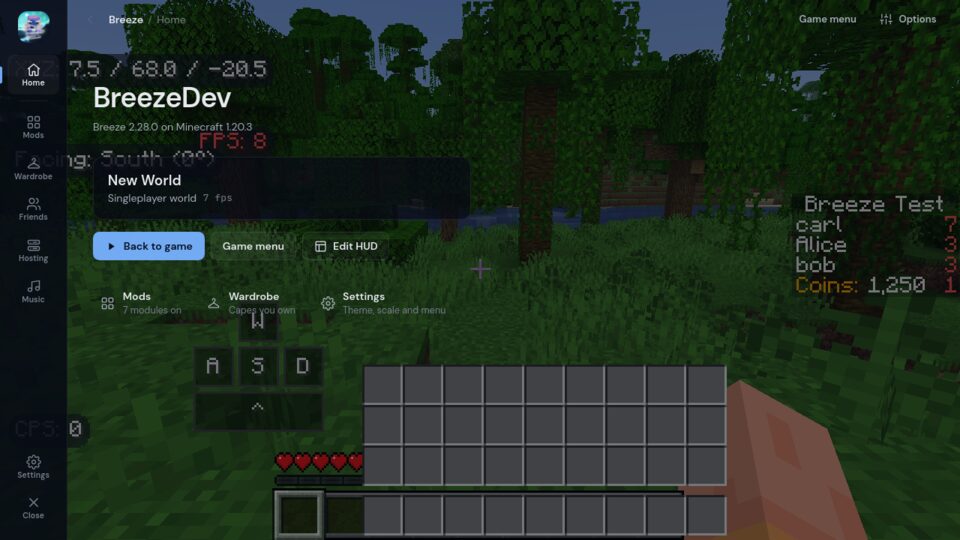 Breeze / Home
Game menu
Options
XYZ: 7.5 / 68.0 / -20.5
Home
BreezeDev
Breeze 2.28.0 on Minecraft 1.20.3
Mods
FPS: 8
Facing: South (0°)
Wardrobe
New World
Singleplayer world 7 fps
Friends
Breeze Test
carl 7
Alice 3
bob 3
Coins: 1,250 1
Hosting
Back to game
Game menu
Edit HUD
Music
Mods
7 modules on
Wardrobe
Capes you own
Settings
Theme, scale and menu
W
A S D
^
CPS: 0
Settings
Close